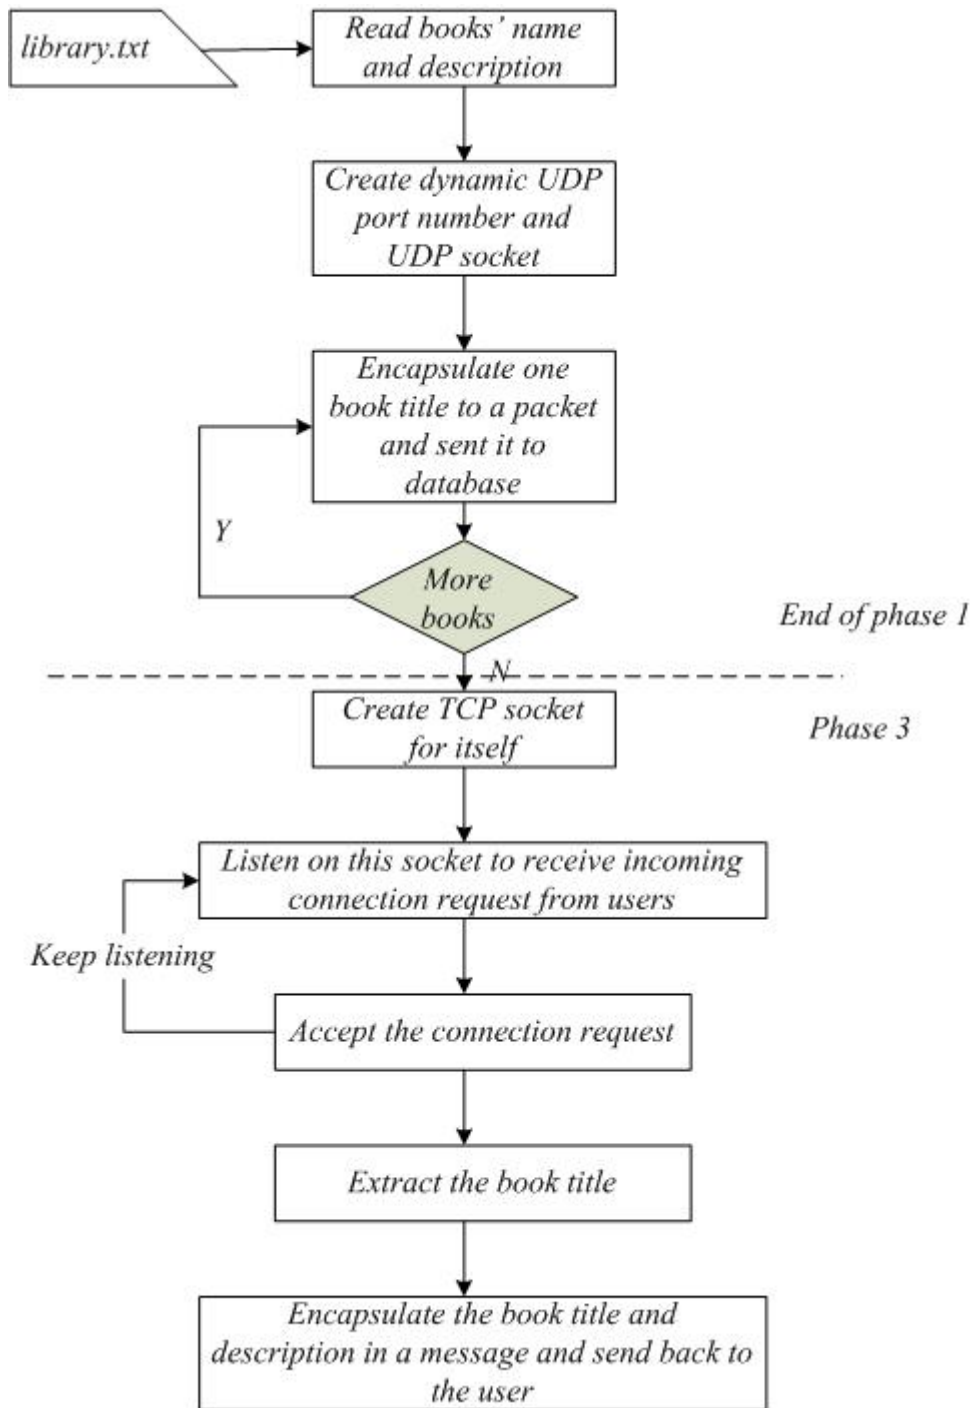 library.txt
Read books’ name
and description
Create dynamic UDP
port number and
UDP socket
Encapsulate one
book title to a packet
and sent it to
database
Y
More
books
End of phase 1
N
Create TCP socket
for itself
Phase 3
Listen on this socket to receive incoming
connection request from users
Keep listening
Accept the connection request
Extract the book title
Encapsulate the book title and
description in a message and send back to
the user